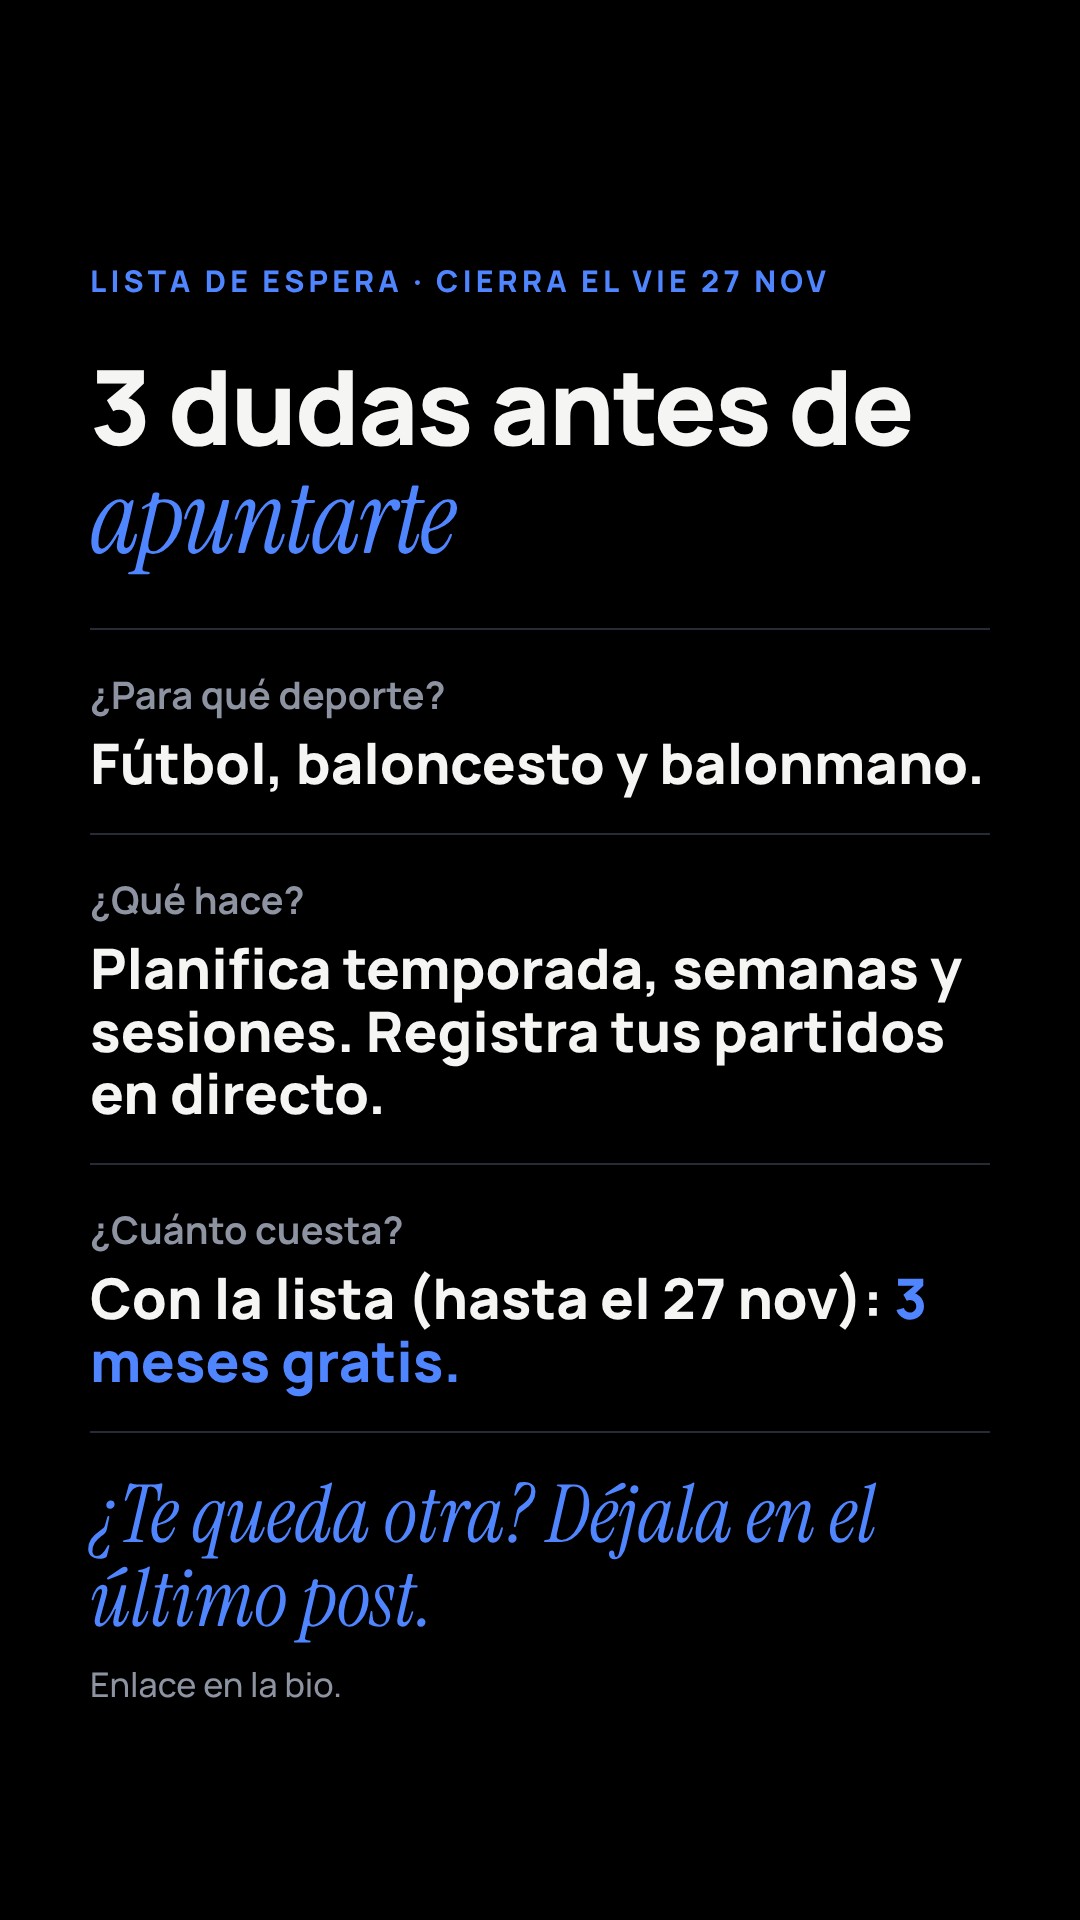 LISTA DE ESPERA · CIERRA EL VIE 27 NOV
3 dudas antes de
apuntarte
¿Para qué deporte?
Fútbol, baloncesto y balonmano.
¿Qué hace?
Planifica temporada, semanas y
sesiones. Registra tus partidos
en directo.
¿Cuánto cuesta?
Con la lista (hasta el 27 nov): 3
meses gratis.
¿Te queda otra? Déjala en el
último post.
Enlace en la bio.